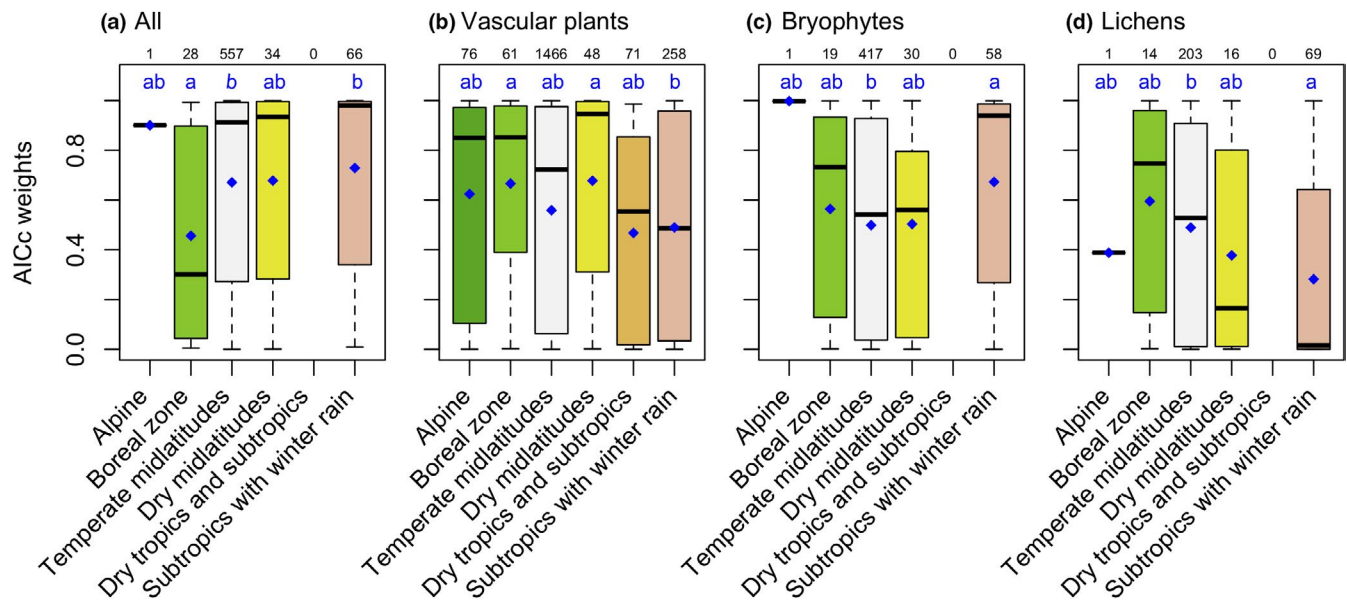 (a) All
(b) Vascular plants
(c) Bryophytes
(d) Lichens
1 28 557 34 0 66
76 61 1466 48 71 258
1 19 417 30 0 58
1 14 203 16 0 69
ab a b ab b
ab a b a ab b
ab ab b ab a
ab ab b ab a
AICc weights
0.8
0.4
0.0
Alpine
Boreal zone
Temperate midlatitudes
Dry midlatitudes
Dry tropics and subtropics
Subtropics with winter rain
Alpine
Boreal zone
Temperate midlatitudes
Dry midlatitudes
Dry tropics and subtropics
Subtropics with winter rain
Alpine
Boreal zone
Temperate midlatitudes
Dry midlatitudes
Dry tropics and subtropics
Subtropics with winter rain
Alpine
Boreal zone
Temperate midlatitudes
Dry midlatitudes
Dry tropics and subtropics
Subtropics with winter rain